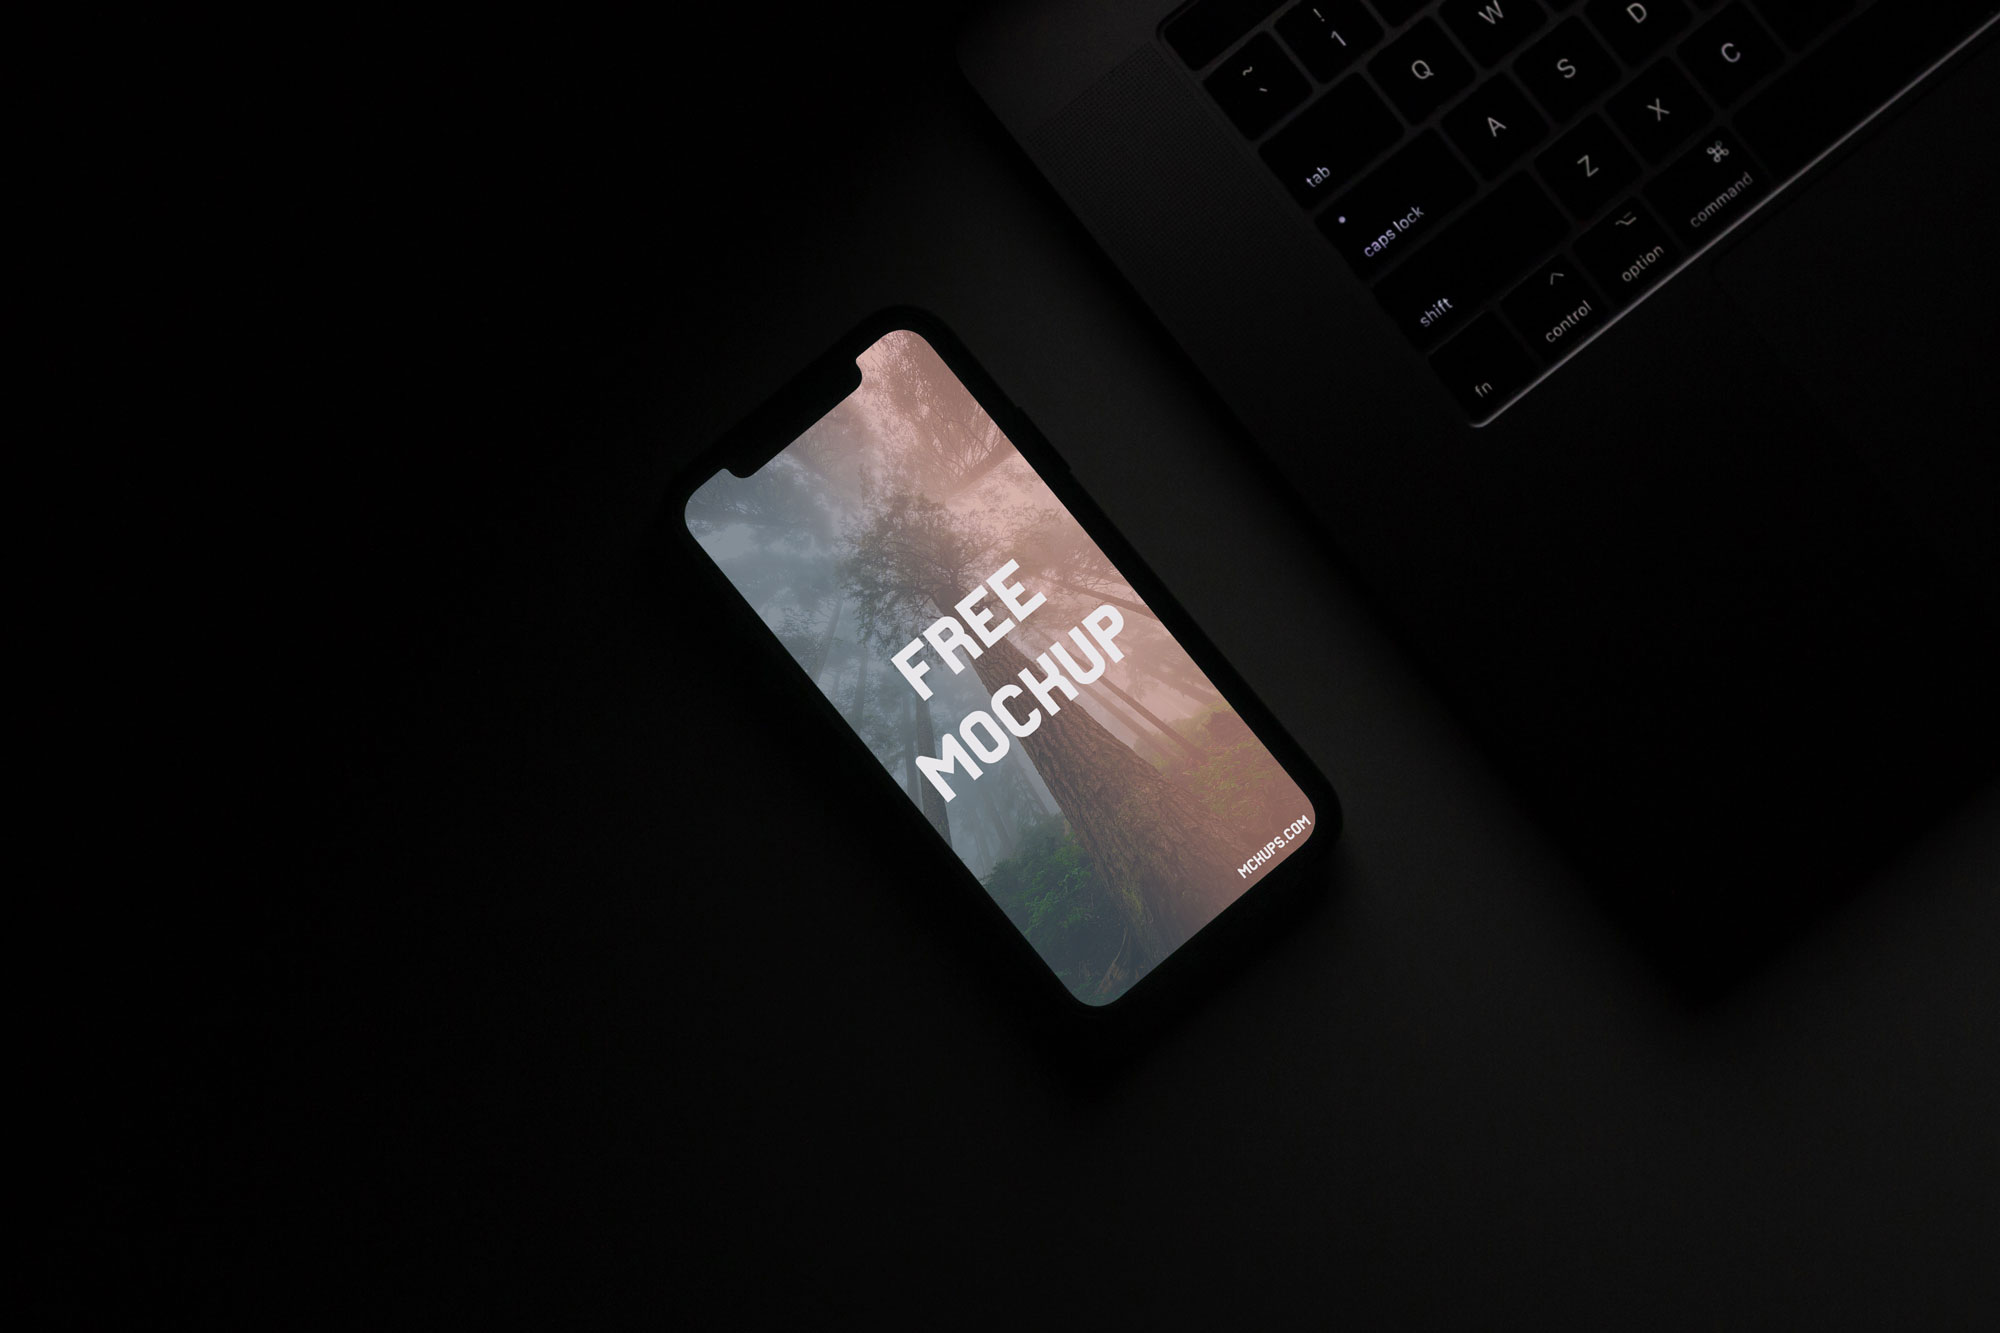 FREE
MOCKUP
MCHUPS.COM
! W D
~ 1 Q S C
` A X
tab Z ⌘
caps lock ⌥ command
shift ^ option
control
fn